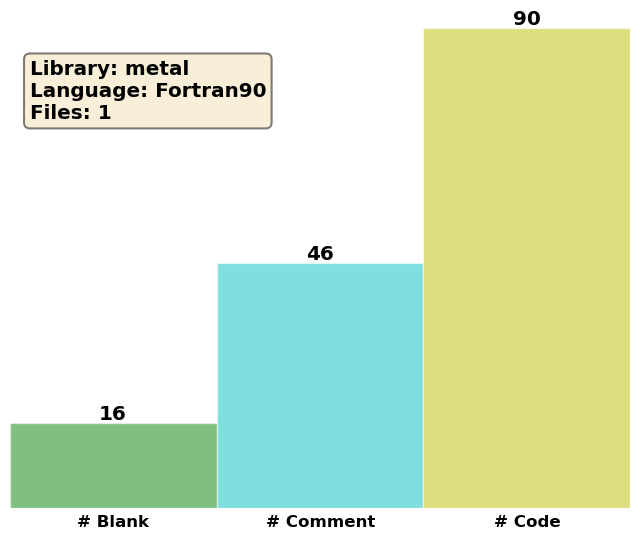 90
Library: metal
Language: Fortran90
Files: 1
46
16
# Blank
# Comment
# Code